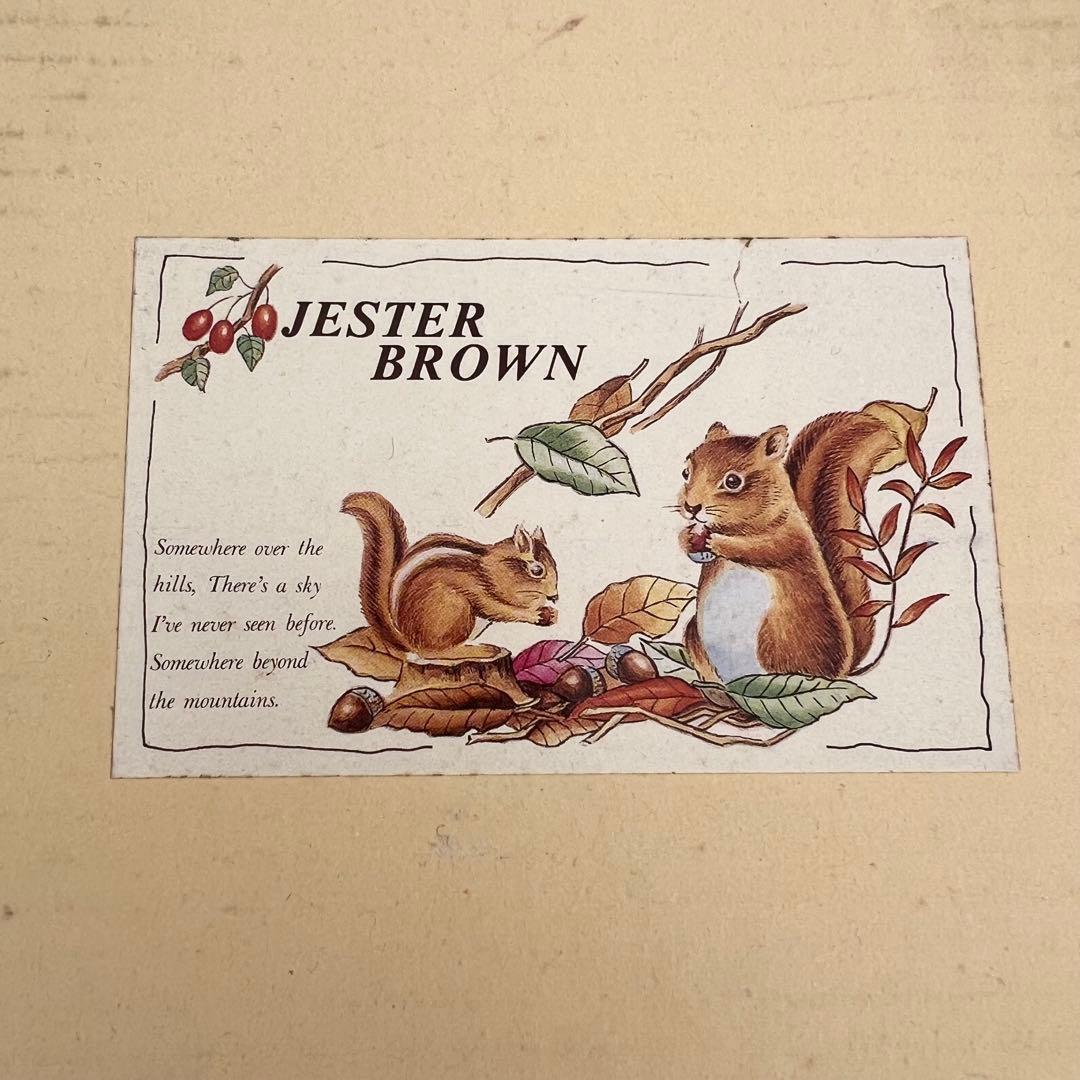 JESTER
BROWN
Somewhere over the
hills, There's a sky
I've never seen before.
Somewhere beyond
the mountains.